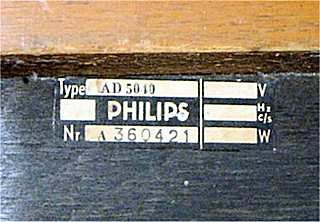 Type AD 5040 V
PHILIPS Hz c/s
Nr A 360421 W